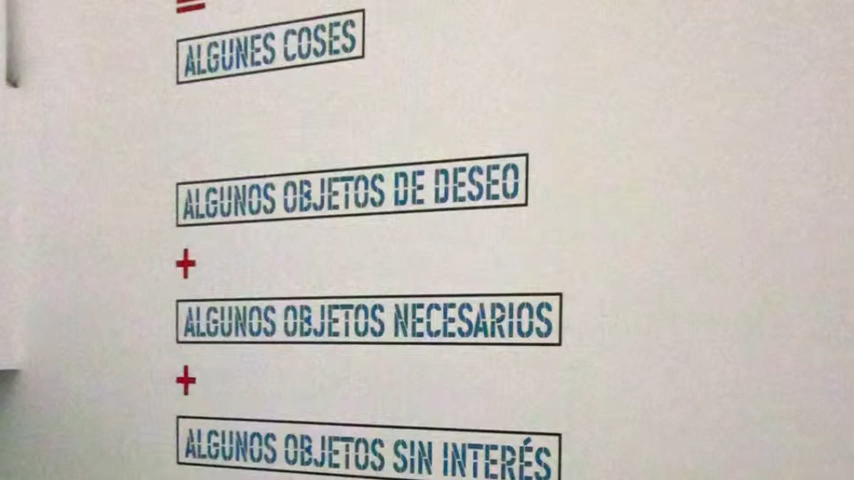 =
ALGUNES COSES
ALGUNOS OBJETOS DE DESEO
+
ALGUNOS OBJETOS NECESARIOS
+
ALGUNOS OBJETOS SIN INTERÉS